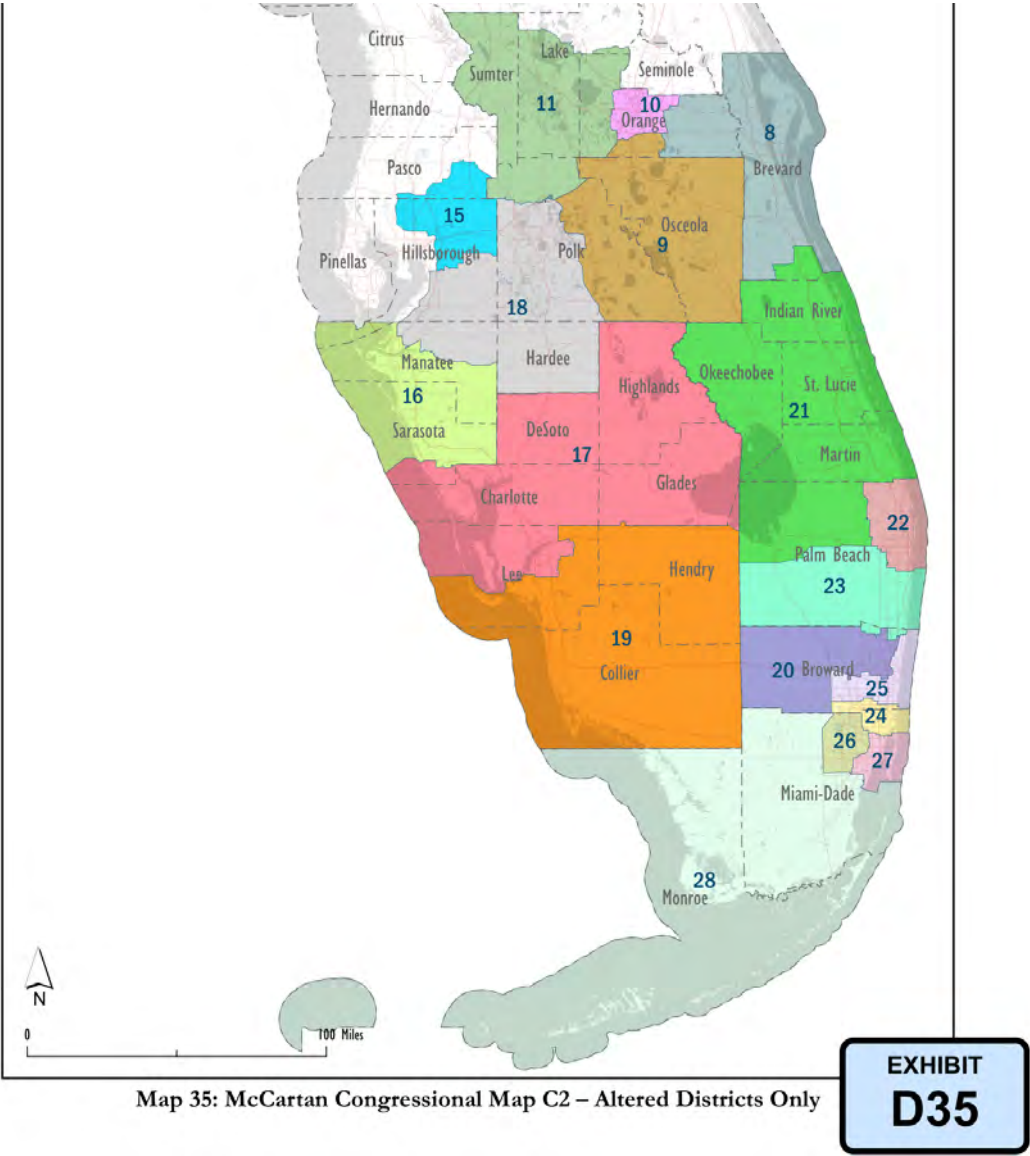 Citrus
Lake
Sumter
Seminole
Hernando
11
10
Orange
8
Pasco
Brevard
15
Osceola
Hillsborough
Polk
9
Pinellas
18
Indian River
Manatee
Hardee
Okeechobee
Highlands
St. Lucie
16
21
Sarasota
DeSoto
17
Martin
Charlotte
Glades
22
Palm Beach
Lee
Hendry
23
19
Collier
20 Broward
25
24
26
27
Miami-Dade
28
Monroe
N
0
100 Miles
Map 35: McCartan Congressional Map C2 – Altered Districts Only
EXHIBIT
D35